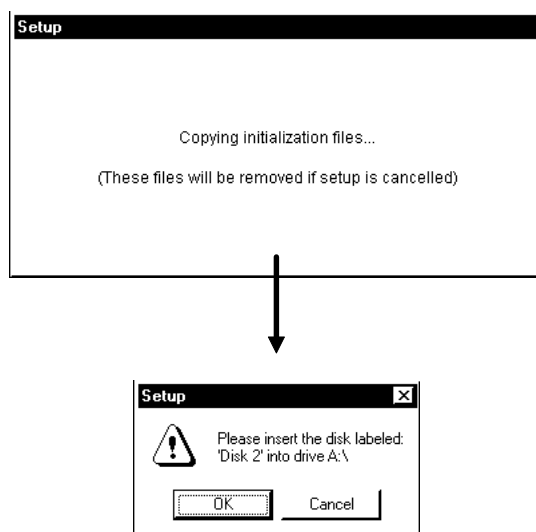 Setup
Copying initialization files...
(These files will be removed if setup is cancelled)
Setup
Please insert the disk labeled:
'Disk 2' into drive A:\
OK
Cancel